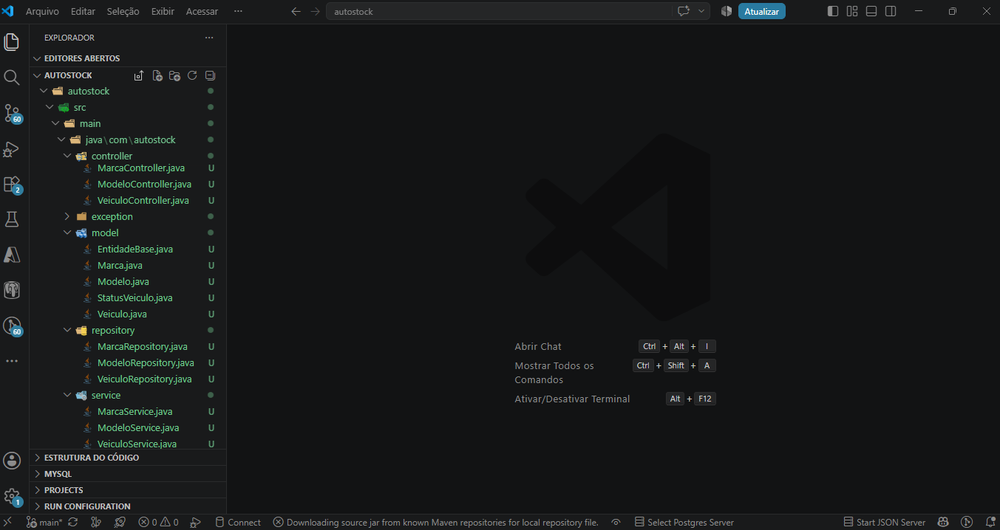 Arquivo Editar Seleção Exibir Acessar ···
autostock
Atualizar
EXPLORADOR
EDITORES ABERTOS
AUTOSTOCK
autostock
src
main
java\com\autostock
controller
MarcaController.java U
ModeloController.java U
VeiculoController.java U
exception
model
EntidadeBase.java U
Marca.java U
Modelo.java U
StatusVeiculo.java U
Veiculo.java U
repository
MarcaRepository.java U
ModeloRepository.java U
VeiculoRepository.java U
service
MarcaService.java U
ModeloService.java U
VeiculoService.java U
ESTRUTURA DO CÓDIGO
MYSQL
PROJECTS
RUN CONFIGURATION
60
2
60
1
Abrir Chat Ctrl + Alt + I
Mostrar Todos os Comandos Ctrl + Shift + A
Ativar/Desativar Terminal Alt + F12
main* 0 0 Connect Downloading source jar from known Maven repositories for local repository file. Select Postgres Server Start JSON Server